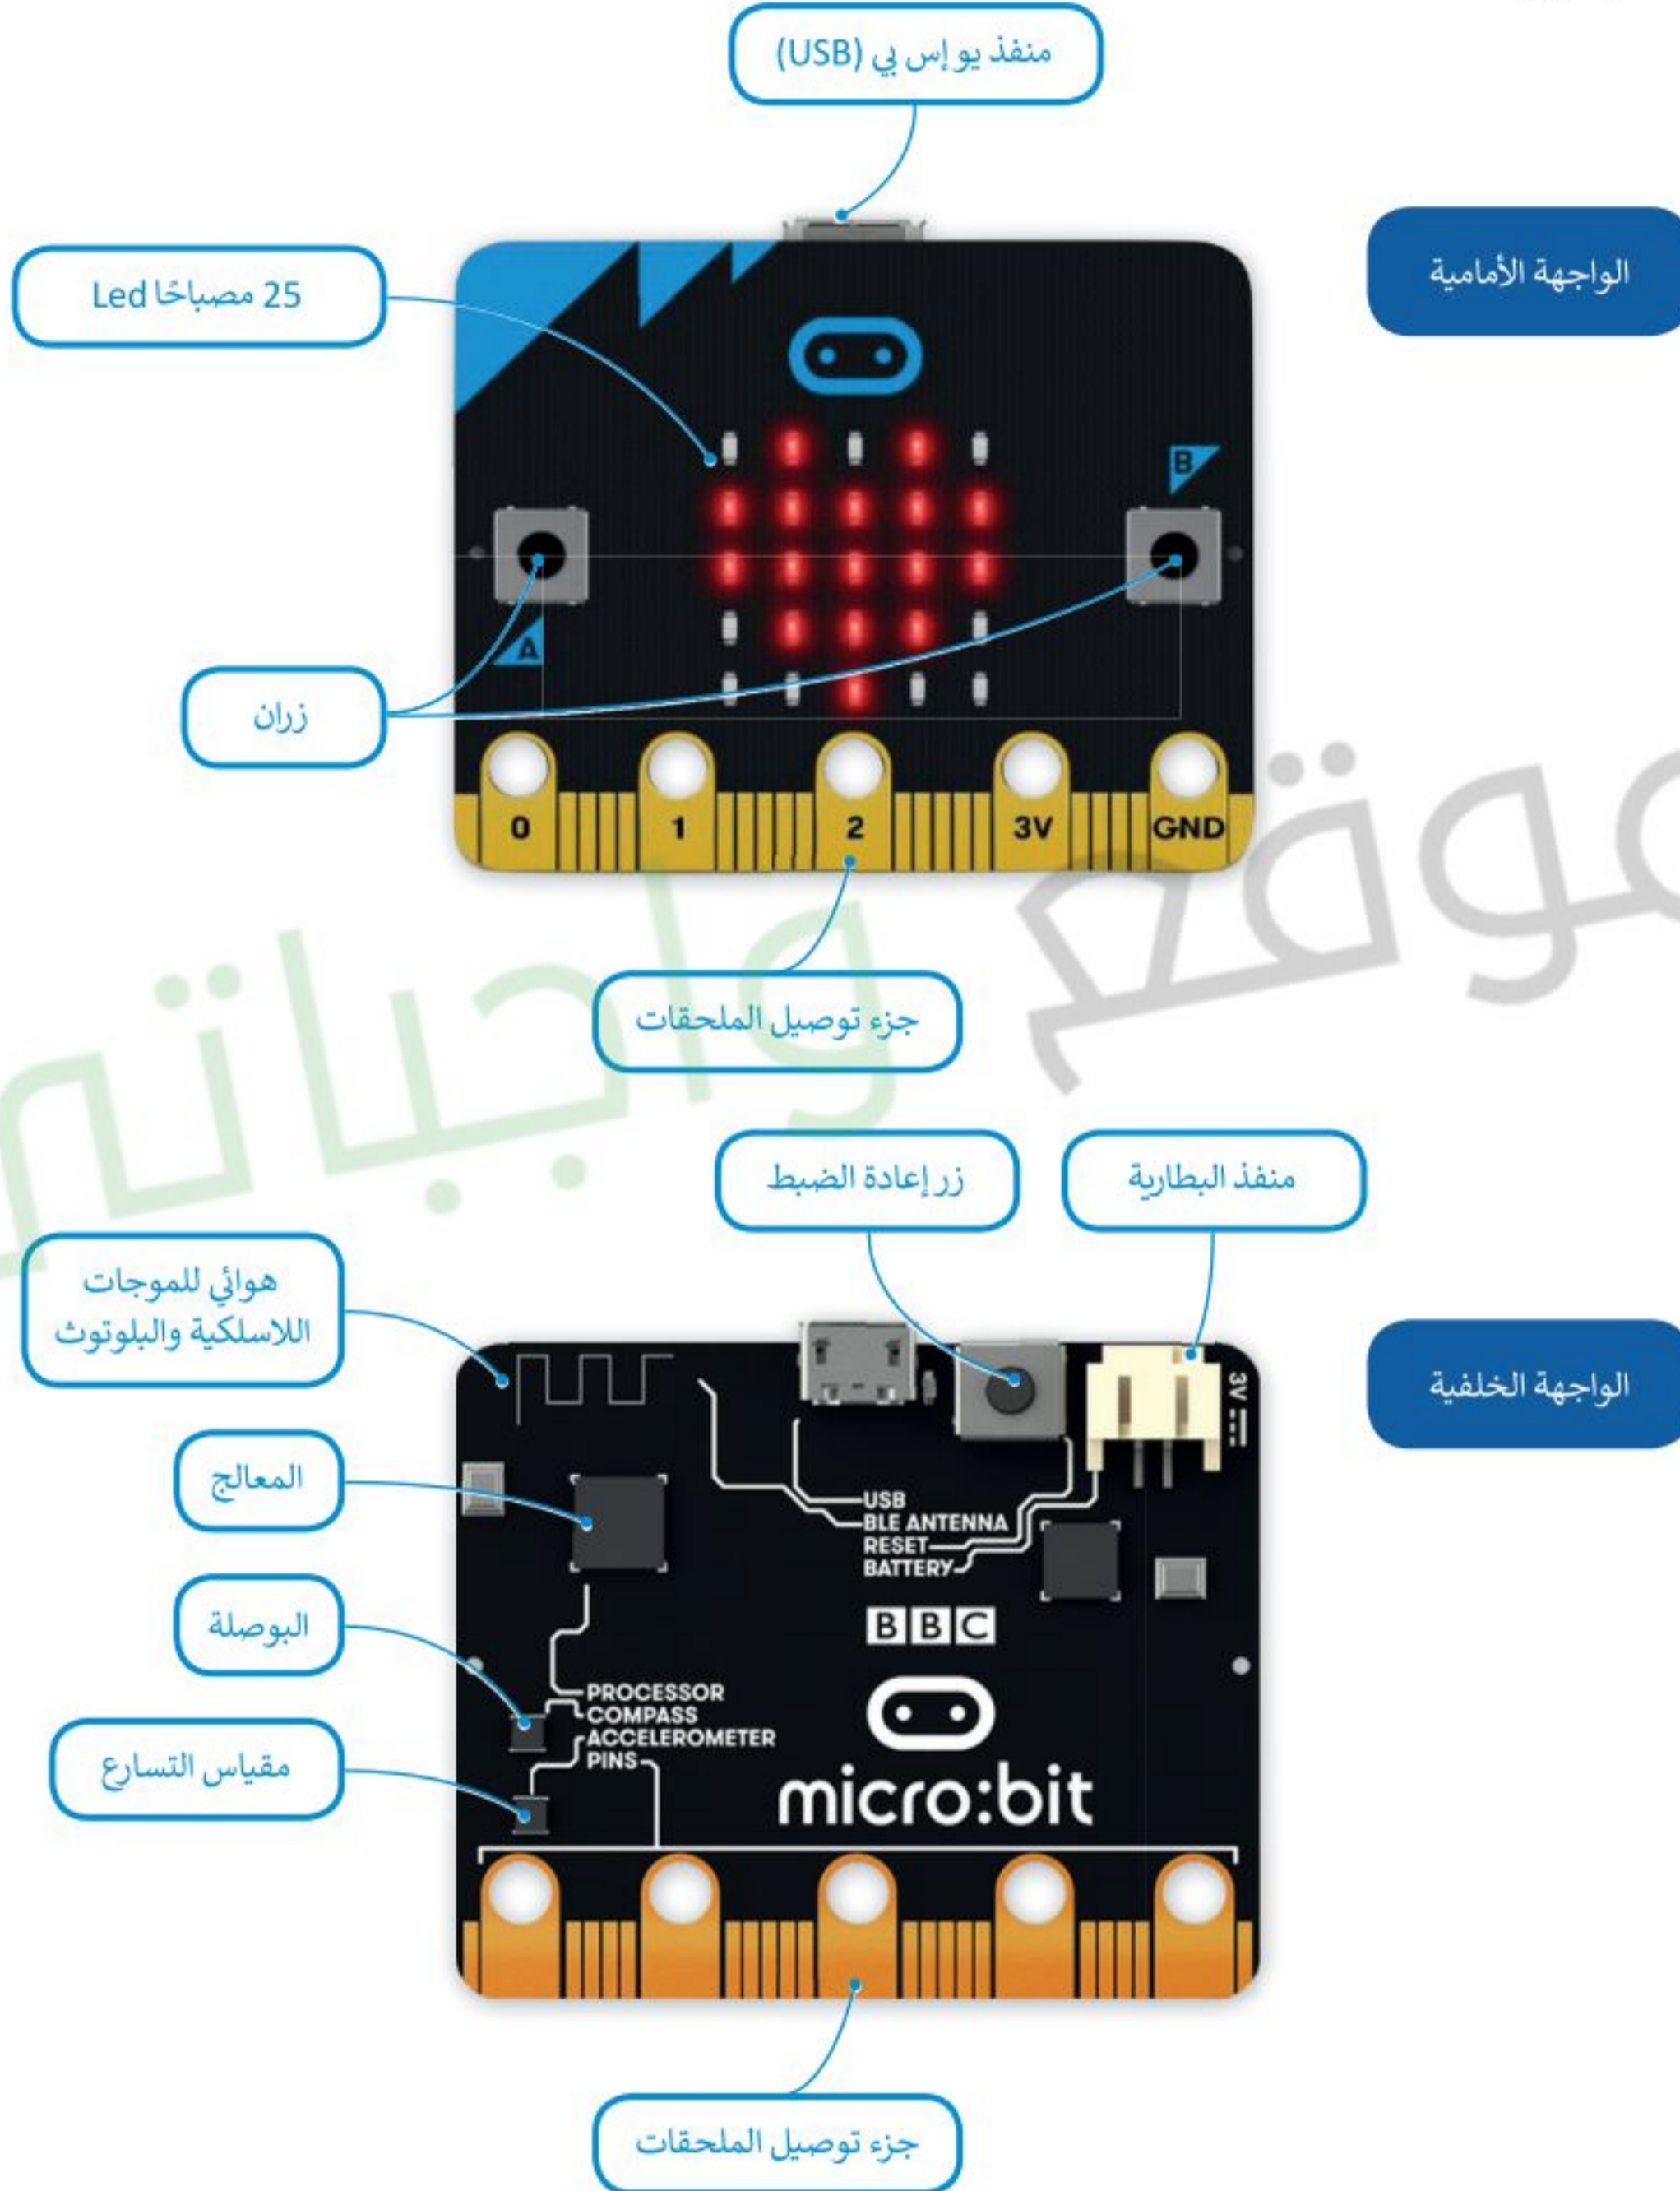 منفذ يو إس بي (USB)
الواجهة الأمامية
25 مصباحًا Led
B
A
زران
0 1 2 3V GND
جزء توصيل الملحقات
موقع واجباتي
منفذ البطارية
زر إعادة الضبط
هوائي للموجات
اللاسلكية والبلوتوث
الواجهة الخلفية
3V
المعالج
USB
BLE ANTENNA
RESET
BATTERY
البوصلة
BBC
PROCESSOR
COMPASS
ACCELEROMETER
PINS
مقياس التسارع
micro:bit
جزء توصيل الملحقات